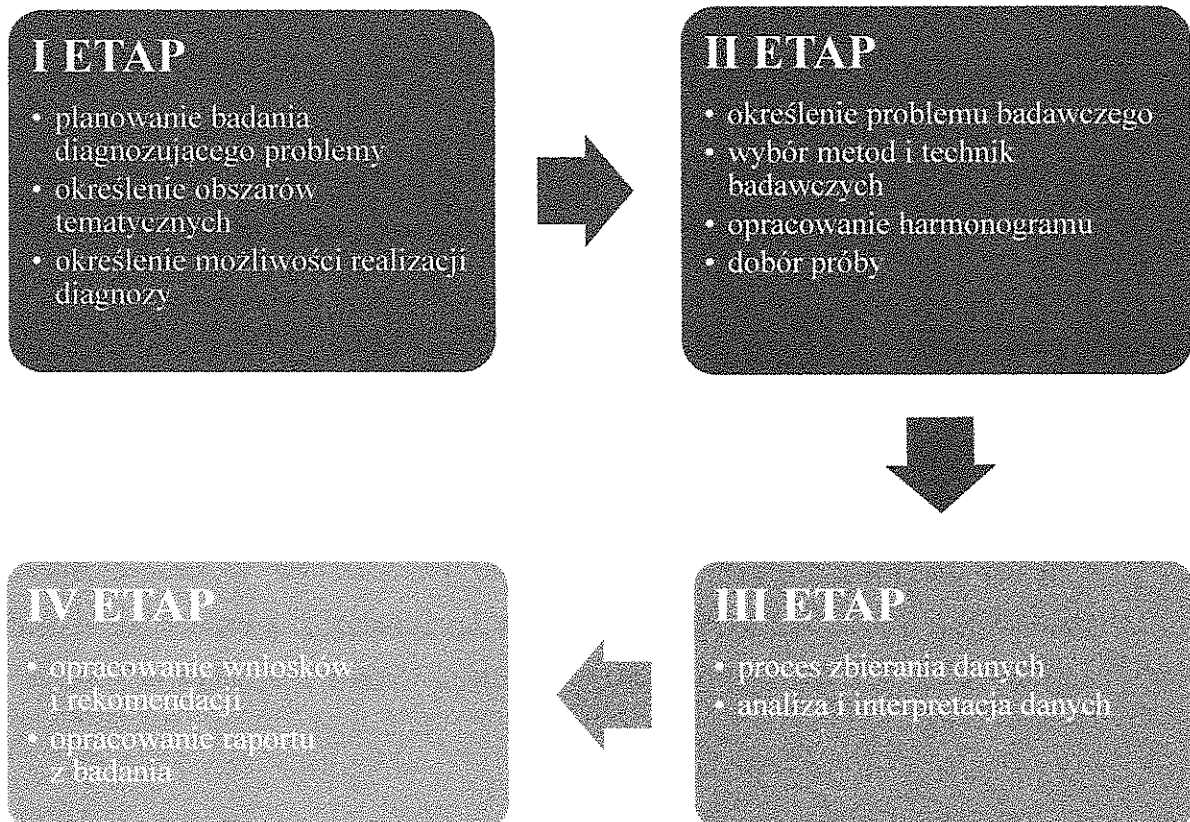 I ETAP
• planowanie badania
diagnozujacego problemy
• określenie obszarów
tematycznych
• określenie możliwości realizacji
diagnozy
II ETAP
• określenie problemu badawczego
• wybór metod i technik
badawczych
• opracowanie harmonogramu
• dobór próby
III ETAP
• proces zbierania danych
• analiza i interpretacja danych
IV ETAP
• opracowanie wniosków
i rekomendacji
• opracowanie raportu
z badania